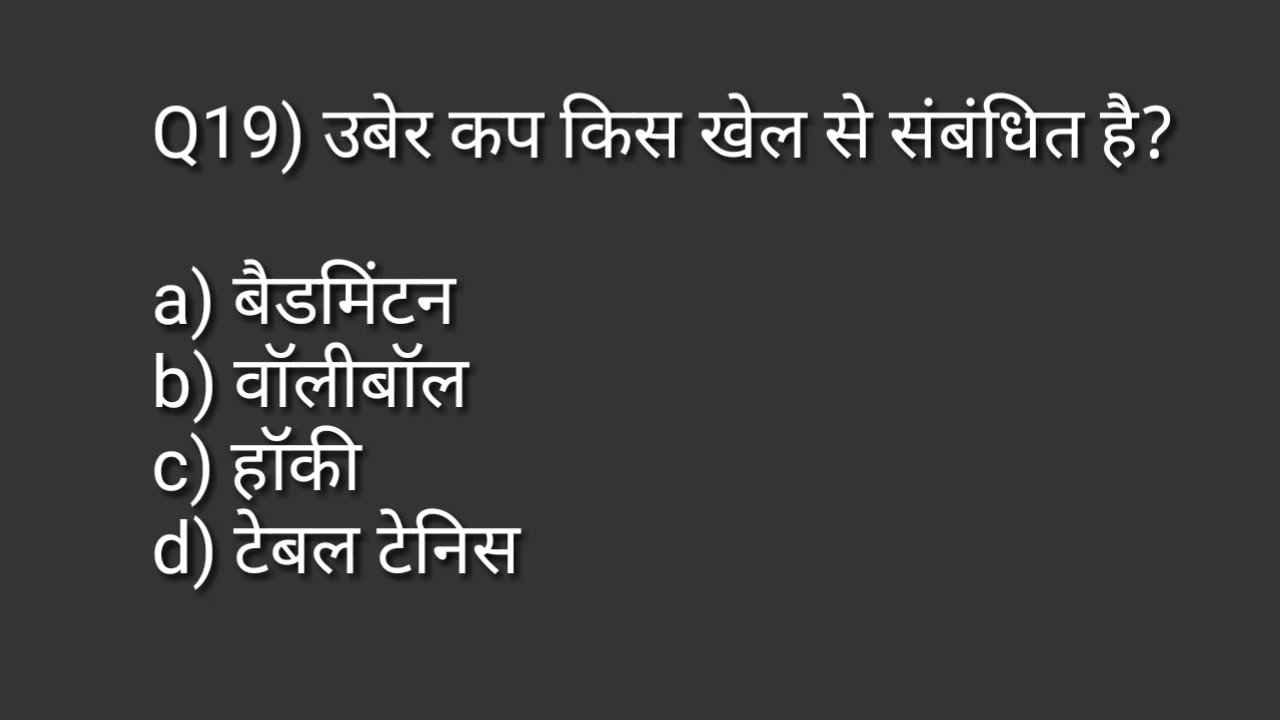 Q19) उबेर कप किस खेल से संबंधित है?
a) बैडमिंटन
b) वॉलीबॉल
c) हॉकी
d) टेबल टेनिस